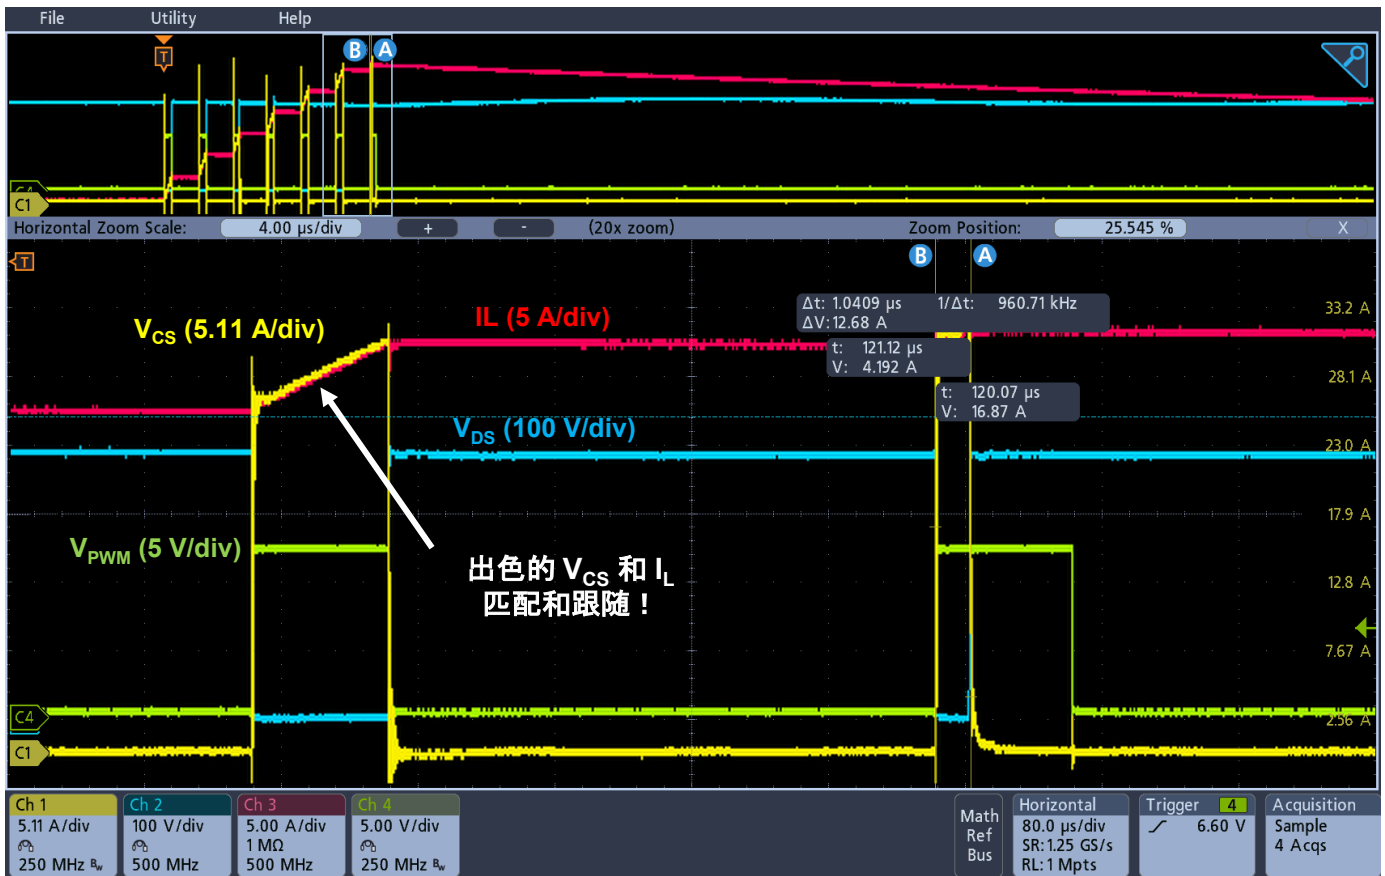 File Utility Help
T
B A
C4
C1
Horizontal Zoom Scale: 4.00 µs/div + - (20x zoom) Zoom Position: 25.545 % X
T
B A
Δt: 1.0409 µs 1/Δt: 960.71 kHz
ΔV: 12.68 A
33.2 A
VCS (5.11 A/div)
IL (5 A/div)
t: 121.12 µs
V: 4.192 A
28.1 A
t: 120.07 µs
V: 16.87 A
VDS (100 V/div)
23.0 A
17.9 A
VPWM (5 V/div)
出色的 VCS 和 IL
匹配和跟随！
12.8 A
7.67 A
C4
2.56 A
C1
Ch 1
5.11 A/div
250 MHz BW
Ch 2
100 V/div
500 MHz
Ch 3
5.00 A/div
1 MΩ
500 MHz
Ch 4
5.00 V/div
250 MHz BW
Math
Ref
Bus
Horizontal
80.0 µs/div
SR: 1.25 GS/s
RL: 1 Mpts
Trigger 4
6.60 V
Acquisition
Sample
4 Acqs